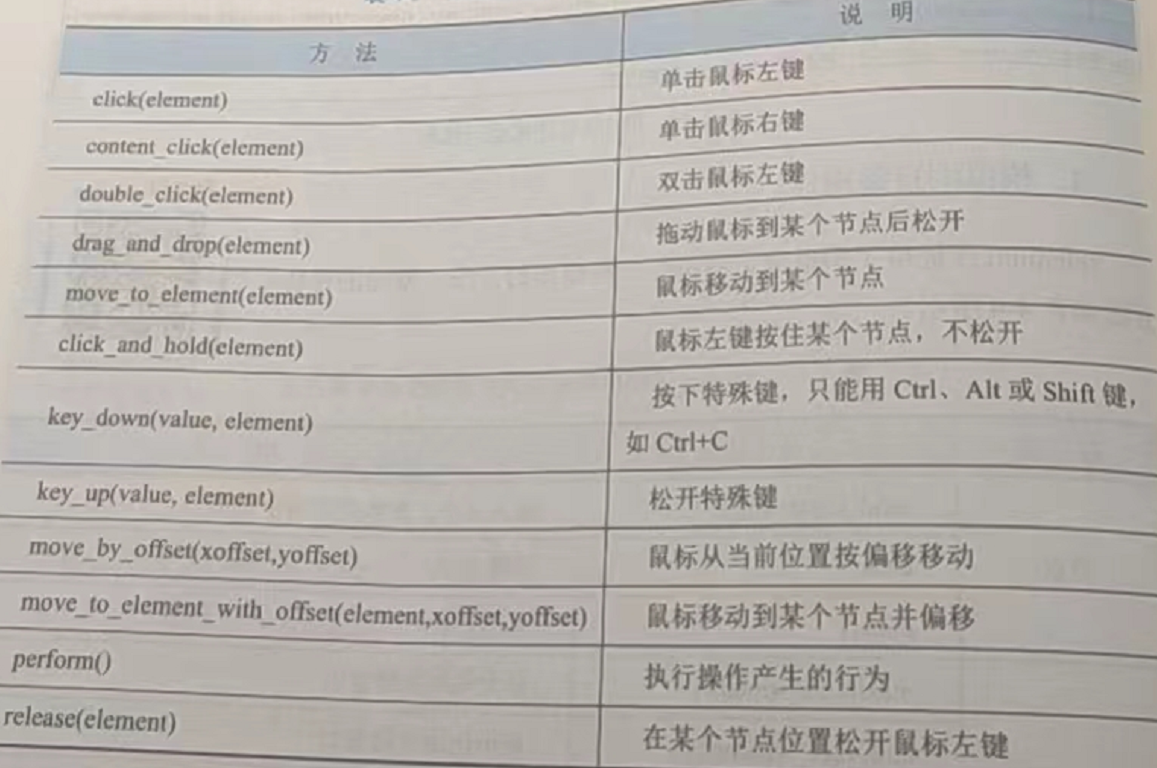 方 法 说 明
click(element) 单击鼠标左键
content_click(element) 单击鼠标右键
double_click(element) 双击鼠标左键
drag_and_drop(element) 拖动鼠标到某个节点后松开
move_to_element(element) 鼠标移动到某个节点
click_and_hold(element) 鼠标左键按住某个节点，不松开
key_down(value, element) 按下特殊键，只能用 Ctrl、Alt 或 Shift 键，
如 Ctrl+C
key_up(value, element) 松开特殊键
move_by_offset(xoffset,yoffset) 鼠标从当前位置按偏移移动
move_to_element_with_offset(element,xoffset,yoffset) 鼠标移动到某个节点并偏移
perform() 执行操作产生的行为
release(element) 在某个节点位置松开鼠标左键